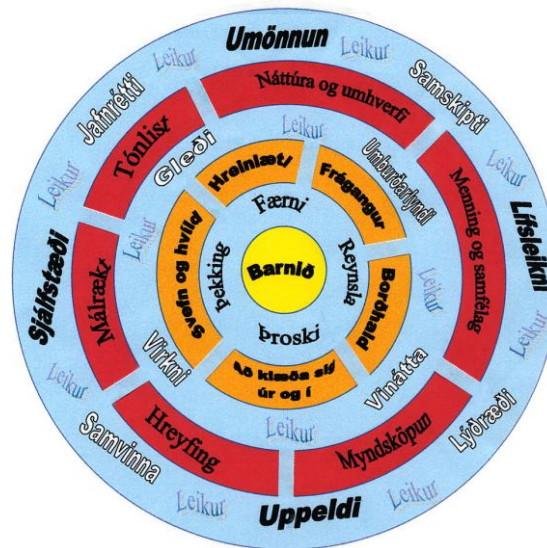 Umönnun
Leikur
Samskipti
Leikur
Lífsleikni
Leikur
Lýðræði
Leikur
Uppeldi
Leikur
Samvinna
Leikur
Sjálfstæði
Leikur
Jafnrétti
Leikur
Náttúra og umhverfi
Menning og samfélag
Myndsköpun
Hreyfing
Málrækt
Tónlist
Leikur
Umburðarlyndi
Leikur
Vinátta
Leikur
Virkni
Leikur
Gleði
Hreinlæti
Frágangur
Borðhald
Að klæða sig
úr og í
Svefn og hvíld
Færni
Reynsla
Þroski
Þekking
Barnið